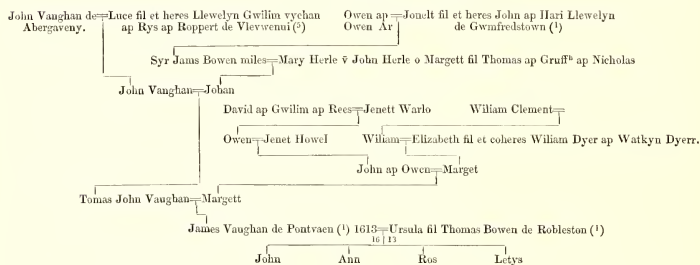 John Vaughan de Luce fil et heres Llewelyn Gwilim vychan Owen ap Jonelt fil et heres John ap Hari Llewelyn
Abergaveny. ap Rys ap Roppert de Vlevwenui (⁵) Owen Ar de Gwmfredstown (¹)
Syr Jams Bowen miles Mary Herle ṽ John Herle o Margett fil Thomas ap Gruffʰ ap Nicholas
John Vaughan Johan
David ap Gwilim ap Rees Jenett Warlo Wiliam Clement
Owen Jenet Howel Wiliam Elizabeth fil et coheres Wiliam Dyer ap Watkyn Dyerr.
John ap Owen Marget
Tomas John Vaughan Margett
James Vaughan de Pontvaen (¹) 1613 Ursula fil Thomas Bowen de Robleston (¹)
16 13
John Ann Ros Letys